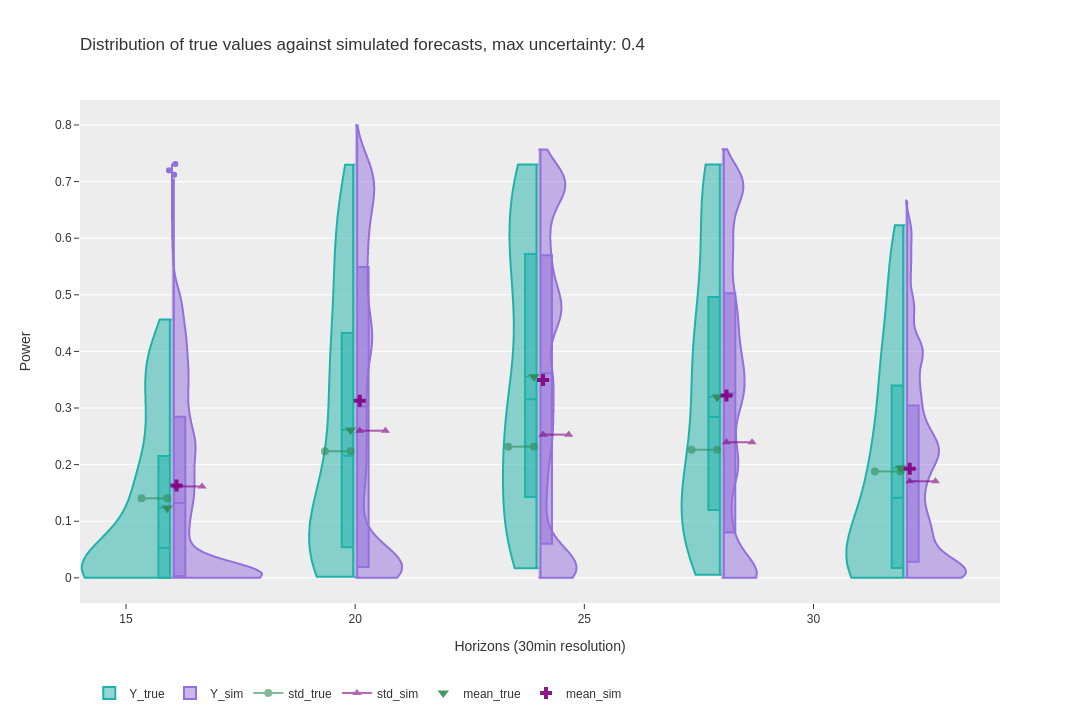 Distribution of true values against simulated forecasts, max uncertainty: 0.4
0.8
0.7
0.6
0.5
0.4
0.3
0.2
0.1
0
Power
15 20 25 30
Horizons (30min resolution)
Y_true Y_sim std_true std_sim mean_true mean_sim